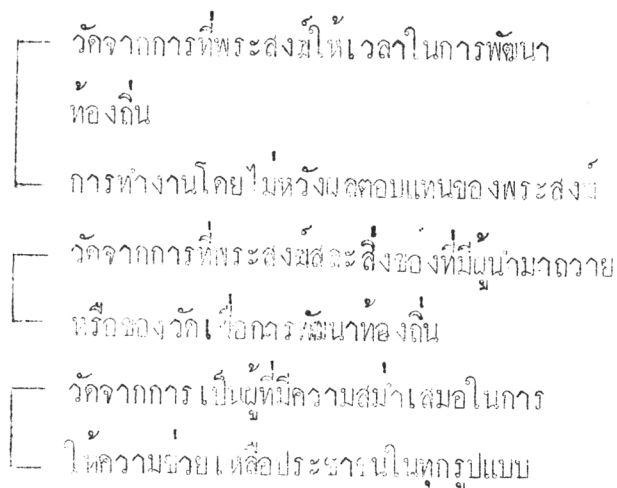 วัดจากการที่พระสงฆ์ให้เวลาในการพัฒนา
ท้องถิ่น
การทำงานโดยไม่หวังผลตอบแทนของพระสงฆ์
วัดจากการที่พระสงฆ์สละสิ่งของที่มีผู้นำมาถวาย
หรือของวัดเพื่อการพัฒนาท้องถิ่น
วัดจากการเป็นผู้ที่มีความสม่ำเสมอในการ
ให้ความช่วยเหลือประชาชนในทุกรูปแบบ